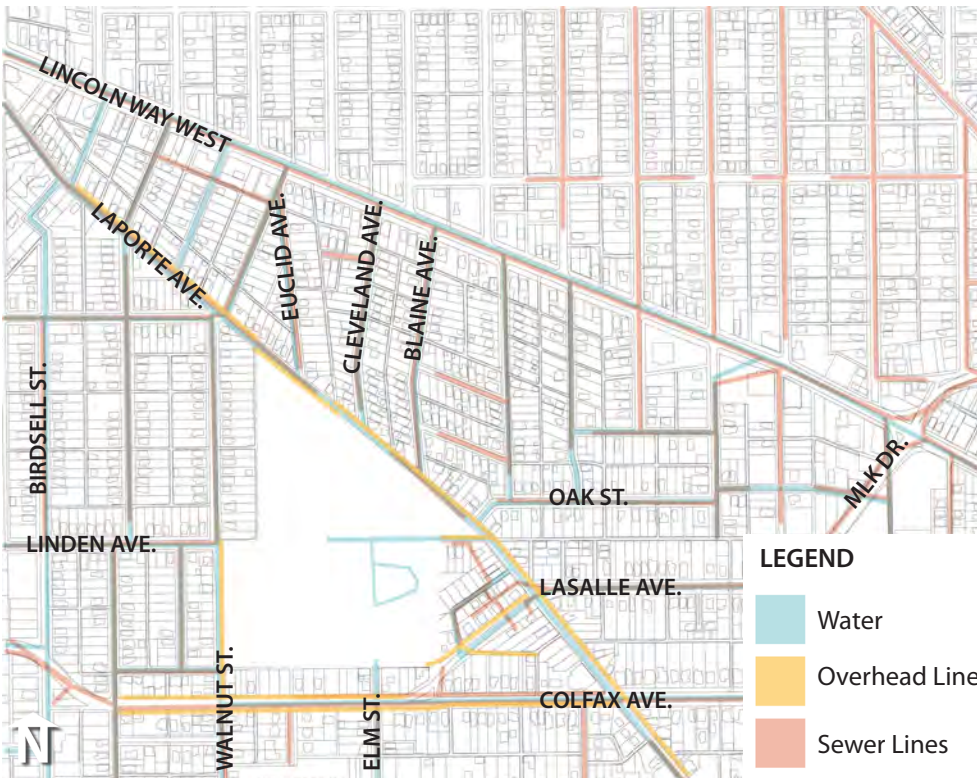 LINCOLN WAY WEST
LAPORTE AVE.
EUCLID AVE.
CLEVELAND AVE.
BLAINE AVE.
BIRDSELL ST.
OAK ST.
MLK DR.
LINDEN AVE.
LASALLE AVE.
WALNUT ST.
ELM ST.
COLFAX AVE.
N
LEGEND
Water
Overhead Line
Sewer Lines